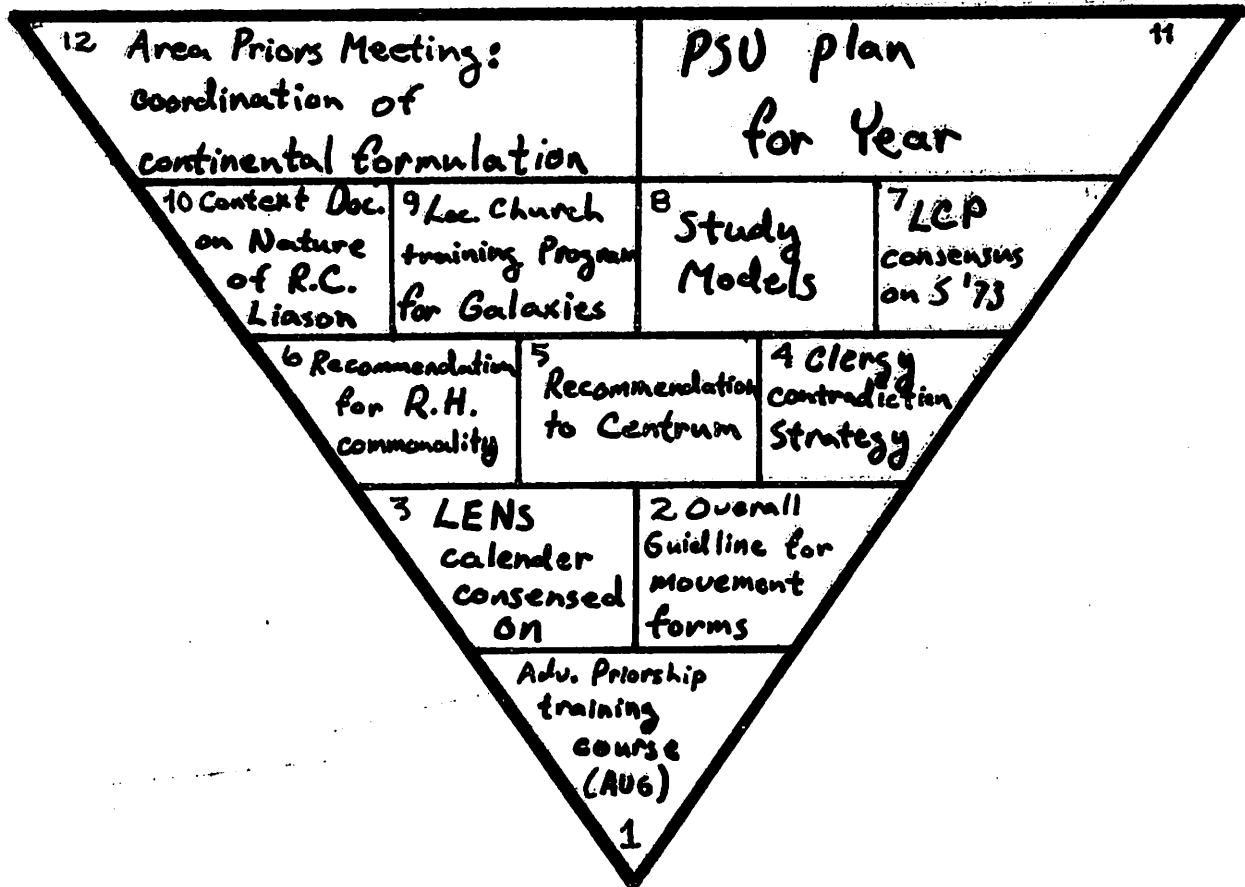 12 Area Priors Meeting:
coordination of
continental formulation
PSU plan 11
for Year
10 Context Doc.
on Nature
of R.C.
Liason
9 Loc. Church
training Program
for Galaxies
8 Study
Models
7 LCP
consensus
on S '73
6 Recommendation
for R.H.
commonality
5 Recommendation
to Centrum
4 Clergy
contradiction
Strategy
3 LENS
calender
consensed
on
2 Overall
Guidline for
movement
forms
Adv. Priorship
training
course
(AUG)
1